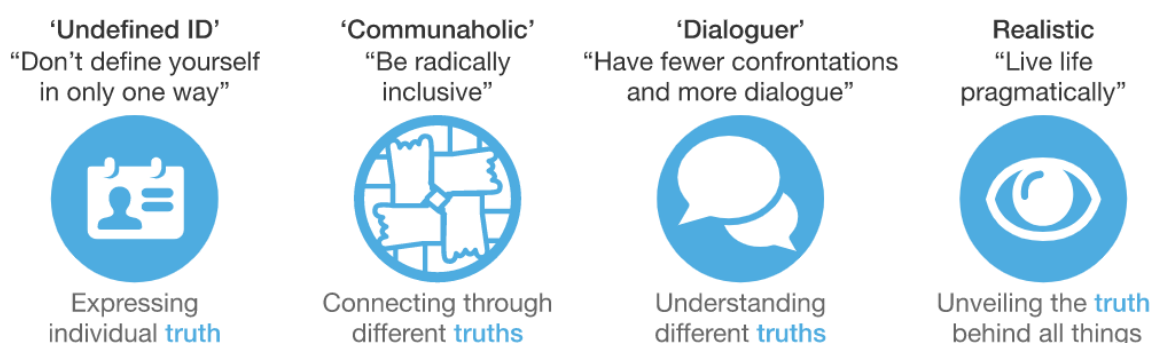 ‘Undefined ID’
“Don’t define yourself
in only one way”
Expressing
individual truth
‘Communaholic’
“Be radically
inclusive”
Connecting through
different truths
‘Dialoguer’
“Have fewer confrontations
and more dialogue”
Understanding
different truths
Realistic
“Live life
pragmatically”
Unveiling the truth
behind all things